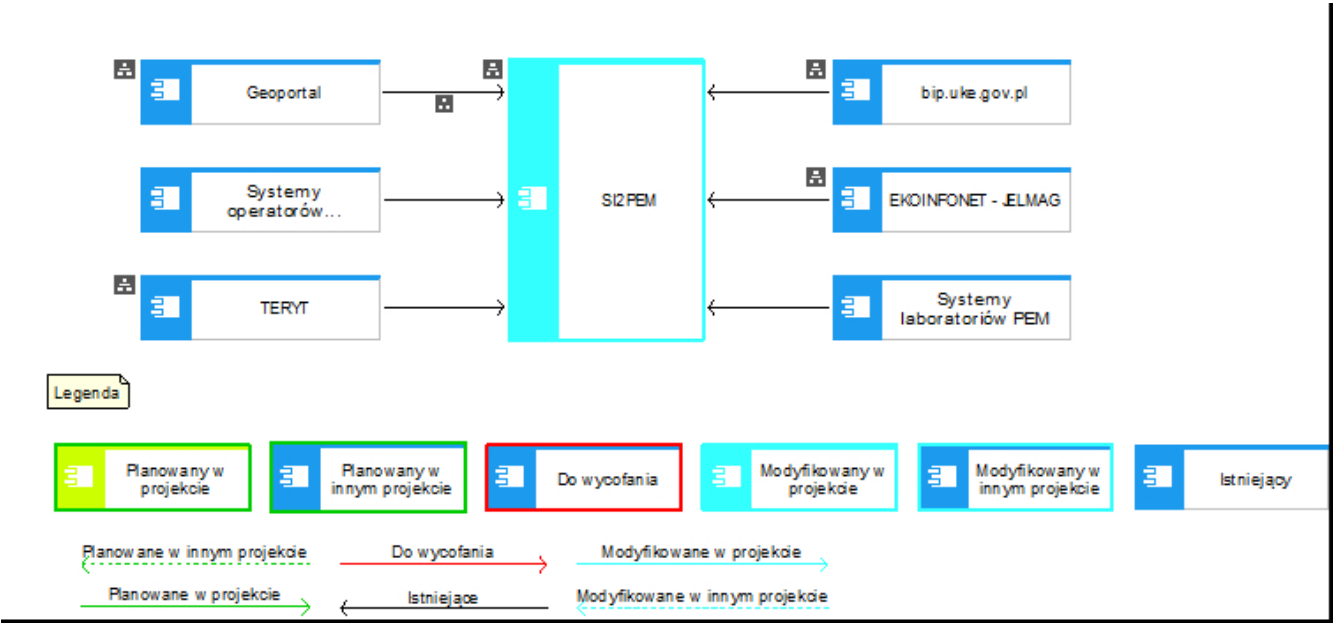 Geoportal
SI2PEM
bip.uke.gov.pl
Systemy
operatorów...
EKOINFONET - JELMAG
TERYT
Systemy
laboratoriów PEM
Legenda
Planowany w
projekcie
Planowany w
innym projekcie
Do wycofania
Modyfikowany w
projekcie
Modyfikowany w
innym projekcie
Istniejący
Planowane w innym projekcie
Do wycofania
Modyfikowane w projekcie
Planowane w projekcie
Istniejące
Modyfikowane w innym projekcie